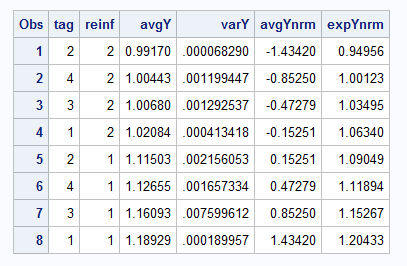 Obs tag reinf avgY varY avgYnrm expYnrm
1 2 2 0.99170 .000068290 -1.43420 0.94956
2 4 2 1.00443 .001199447 -0.85250 1.00123
3 3 2 1.00680 .001292537 -0.47279 1.03495
4 1 2 1.02084 .000413418 -0.15251 1.06340
5 2 1 1.11503 .002156053 0.15251 1.09049
6 4 1 1.12655 .001657334 0.47279 1.11894
7 3 1 1.16093 .007599612 0.85250 1.15267
8 1 1 1.18929 .000189957 1.43420 1.20433